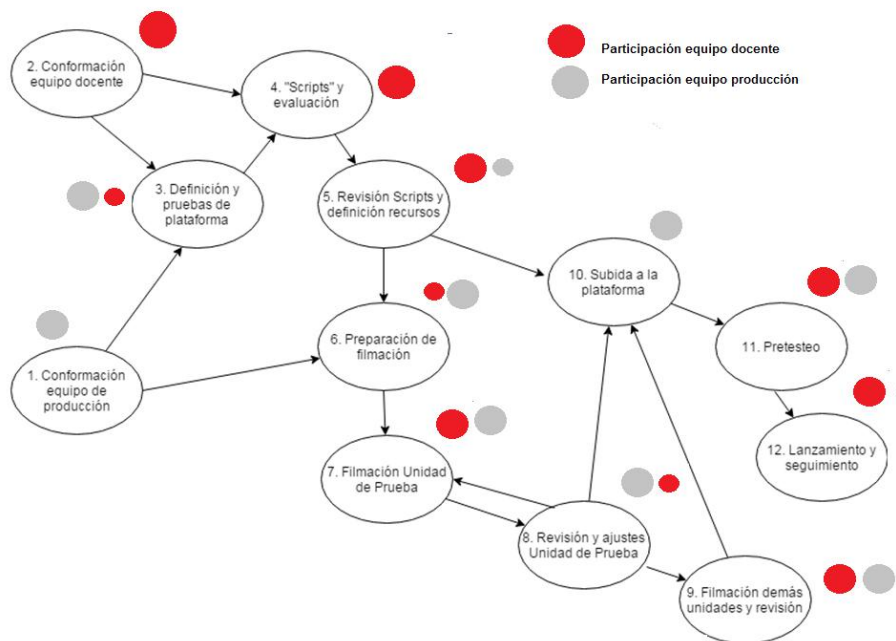 2. Conformación
equipo docente
4. "Scripts" y
evaluación
Participación equipo docente
Participación equipo producción
3. Definición y
pruebas de
plataforma
5. Revisión Scripts y
definición recursos
10. Subida a la
plataforma
1. Conformación
equipo de
producción
6. Preparación de
filmación
11. Pretesteo
12. Lanzamiento y
seguimiento
7. Filmación Unidad
de Prueba
8. Revisión y ajustes
Unidad de Prueba
9. Filmación demás
unidades y revisión